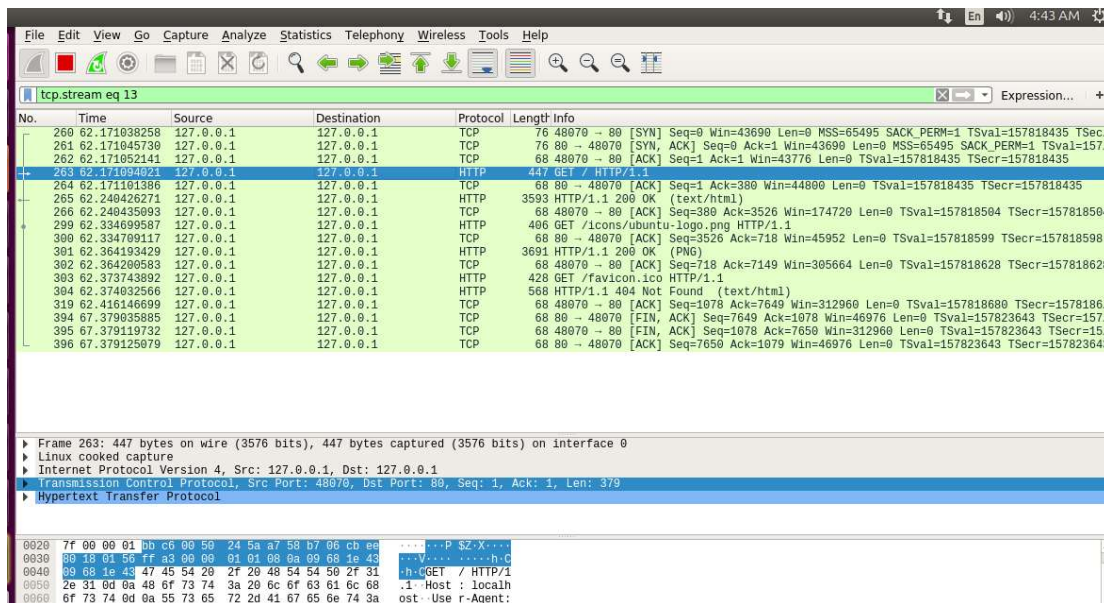 En 4:43 AM
File Edit View Go Capture Analyze Statistics Telephony Wireless Tools Help
tcp.stream eq 13 Expression... +
No. Time Source Destination Protocol Length Info
260 62.171038258 127.0.0.1 127.0.0.1 TCP 76 48070 → 80 [SYN] Seq=0 Win=43690 Len=0 MSS=65495 SACK_PERM=1 TSval=157818435 TSec
261 62.171045730 127.0.0.1 127.0.0.1 TCP 76 80 → 48070 [SYN, ACK] Seq=0 Ack=1 Win=43690 Len=0 MSS=65495 SACK_PERM=1 TSval=157…
262 62.171052141 127.0.0.1 127.0.0.1 TCP 68 48070 → 80 [ACK] Seq=1 Ack=1 Win=43776 Len=0 TSval=157818435 TSecr=157818435
263 62.171094021 127.0.0.1 127.0.0.1 HTTP 447 GET / HTTP/1.1
264 62.171101386 127.0.0.1 127.0.0.1 TCP 68 80 → 48070 [ACK] Seq=1 Ack=380 Win=44800 Len=0 TSval=157818435 TSecr=157818435
265 62.240426271 127.0.0.1 127.0.0.1 HTTP 3593 HTTP/1.1 200 OK (text/html)
266 62.240435093 127.0.0.1 127.0.0.1 TCP 68 48070 → 80 [ACK] Seq=380 Ack=3526 Win=174720 Len=0 TSval=157818504 TSecr=157818504
299 62.334699587 127.0.0.1 127.0.0.1 HTTP 406 GET /icons/ubuntu-logo.png HTTP/1.1
300 62.334709117 127.0.0.1 127.0.0.1 TCP 68 80 → 48070 [ACK] Seq=3526 Ack=718 Win=45952 Len=0 TSval=157818599 TSecr=157818598
301 62.364193429 127.0.0.1 127.0.0.1 HTTP 3691 HTTP/1.1 200 OK (PNG)
302 62.364200583 127.0.0.1 127.0.0.1 TCP 68 48070 → 80 [ACK] Seq=718 Ack=7149 Win=305664 Len=0 TSval=157818628 TSecr=157818628
303 62.373743892 127.0.0.1 127.0.0.1 HTTP 428 GET /favicon.ico HTTP/1.1
304 62.374032566 127.0.0.1 127.0.0.1 HTTP 568 HTTP/1.1 404 Not Found (text/html)
319 62.416146699 127.0.0.1 127.0.0.1 TCP 68 48070 → 80 [ACK] Seq=1078 Ack=7649 Win=312960 Len=0 TSval=157818680 TSecr=1578186…
394 67.379035885 127.0.0.1 127.0.0.1 TCP 68 80 → 48070 [FIN, ACK] Seq=7649 Ack=1078 Win=46976 Len=0 TSval=157823643 TSecr=157…
395 67.379119732 127.0.0.1 127.0.0.1 TCP 68 48070 → 80 [FIN, ACK] Seq=1078 Ack=7650 Win=312960 Len=0 TSval=157823643 TSecr=15…
396 67.379125079 127.0.0.1 127.0.0.1 TCP 68 80 → 48070 [ACK] Seq=7650 Ack=1079 Win=46976 Len=0 TSval=157823643 TSecr=15782364
Frame 263: 447 bytes on wire (3576 bits), 447 bytes captured (3576 bits) on interface 0
Linux cooked capture
Internet Protocol Version 4, Src: 127.0.0.1, Dst: 127.0.0.1
Transmission Control Protocol, Src Port: 48070, Dst Port: 80, Seq: 1, Ack: 1, Len: 379
Hypertext Transfer Protocol
0020 7f 00 00 01 bb c6 00 50 24 5a a7 58 b7 06 cb ee ·······P $Z·X····
0030 80 18 01 56 ff a3 00 00 01 01 08 0a 09 68 1e 43 ···V···· ·····h·C
0040 09 68 1e 43 47 45 54 20 2f 20 48 54 54 50 2f 31 ·h·CGET / HTTP/1
0050 2e 31 0d 0a 48 6f 73 74 3a 20 6c 6f 63 61 6c 68 .1··Host : localh
0060 6f 73 74 0d 0a 55 73 65 72 2d 41 67 65 6e 74 3a ost··Use r-Agent: